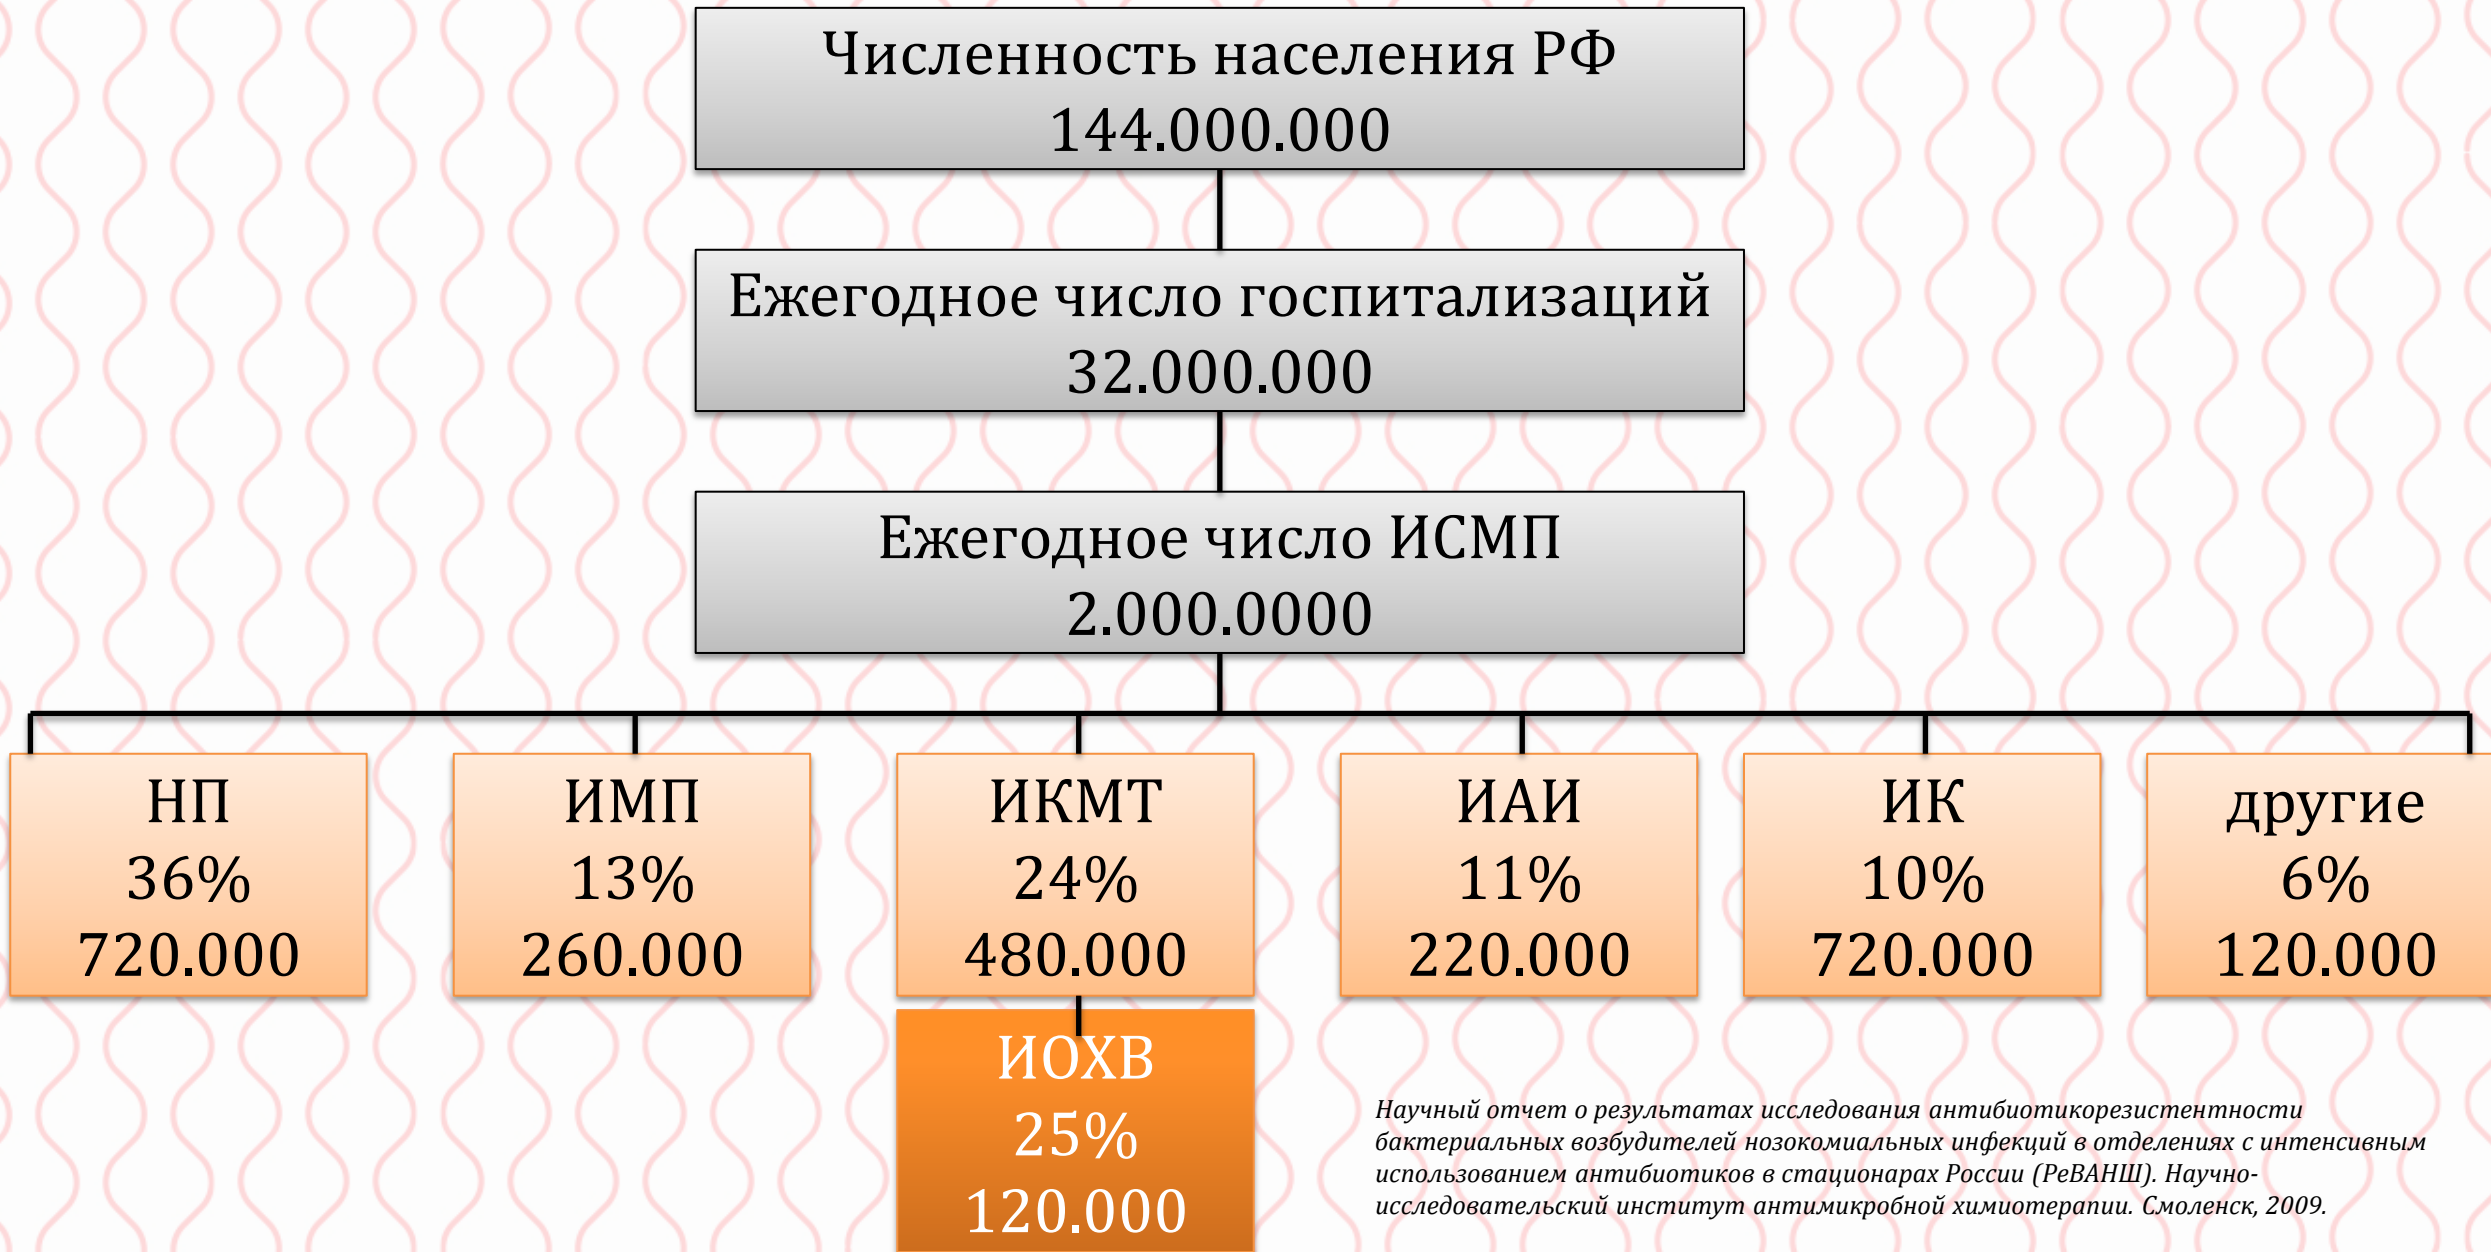 Численность населения РФ
144.000.000
Ежегодное число госпитализаций
32.000.000
Ежегодное число ИСМП
2.000.0000
НП
36%
720.000
ИМП
13%
260.000
ИКМТ
24%
480.000
ИАИ
11%
220.000
ИК
10%
720.000
другие
6%
120.000
ИОХВ
25%
120.000
Научный отчет о результатах исследования антибиотикорезистентности
бактериальных возбудителей нозокомиальных инфекций в отделениях с интенсивным
использованием антибиотиков в стационарах России (РеВАНШ). Научно-
исследовательский институт антимикробной химиотерапии. Смоленск, 2009.